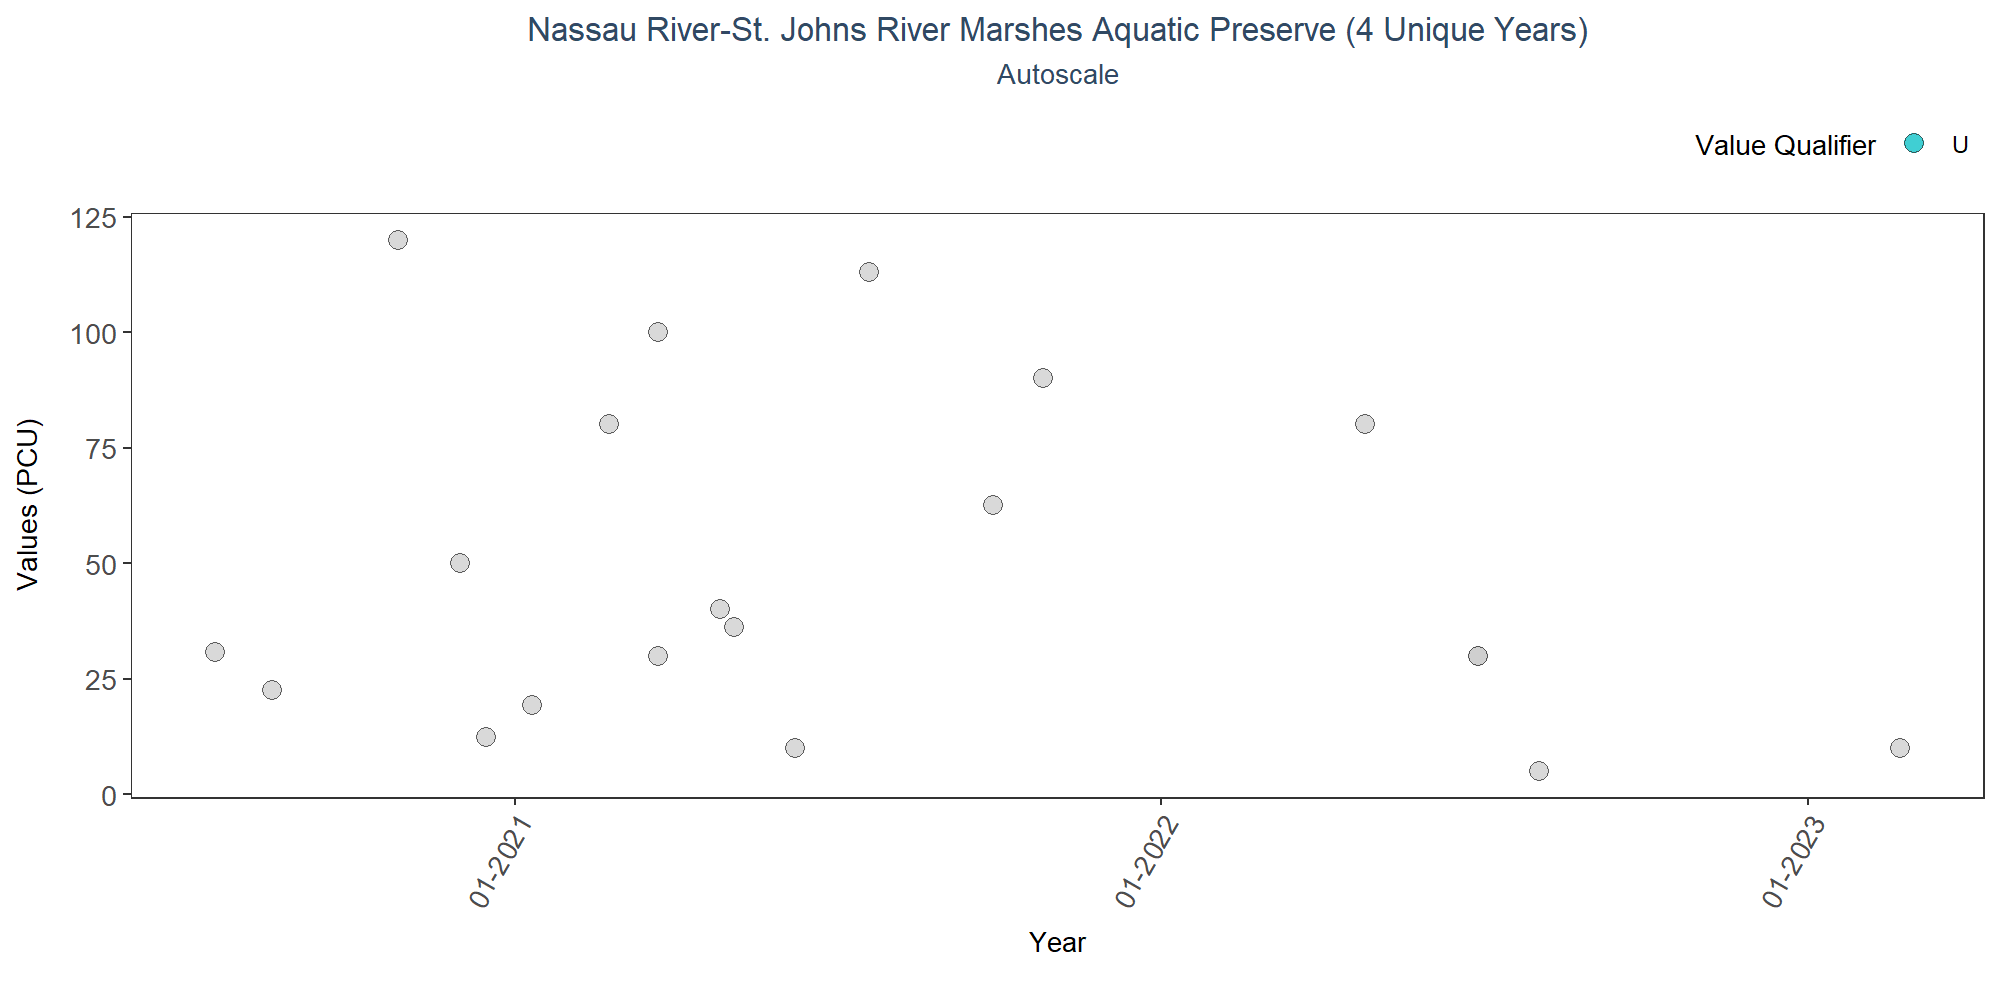 Nassau River-St. Johns River Marshes Aquatic Preserve (4 Unique Years)
Autoscale
Value Qualifier U
Values (PCU)
125
100
75
50
25
0
01-2021
01-2022
01-2023
Year